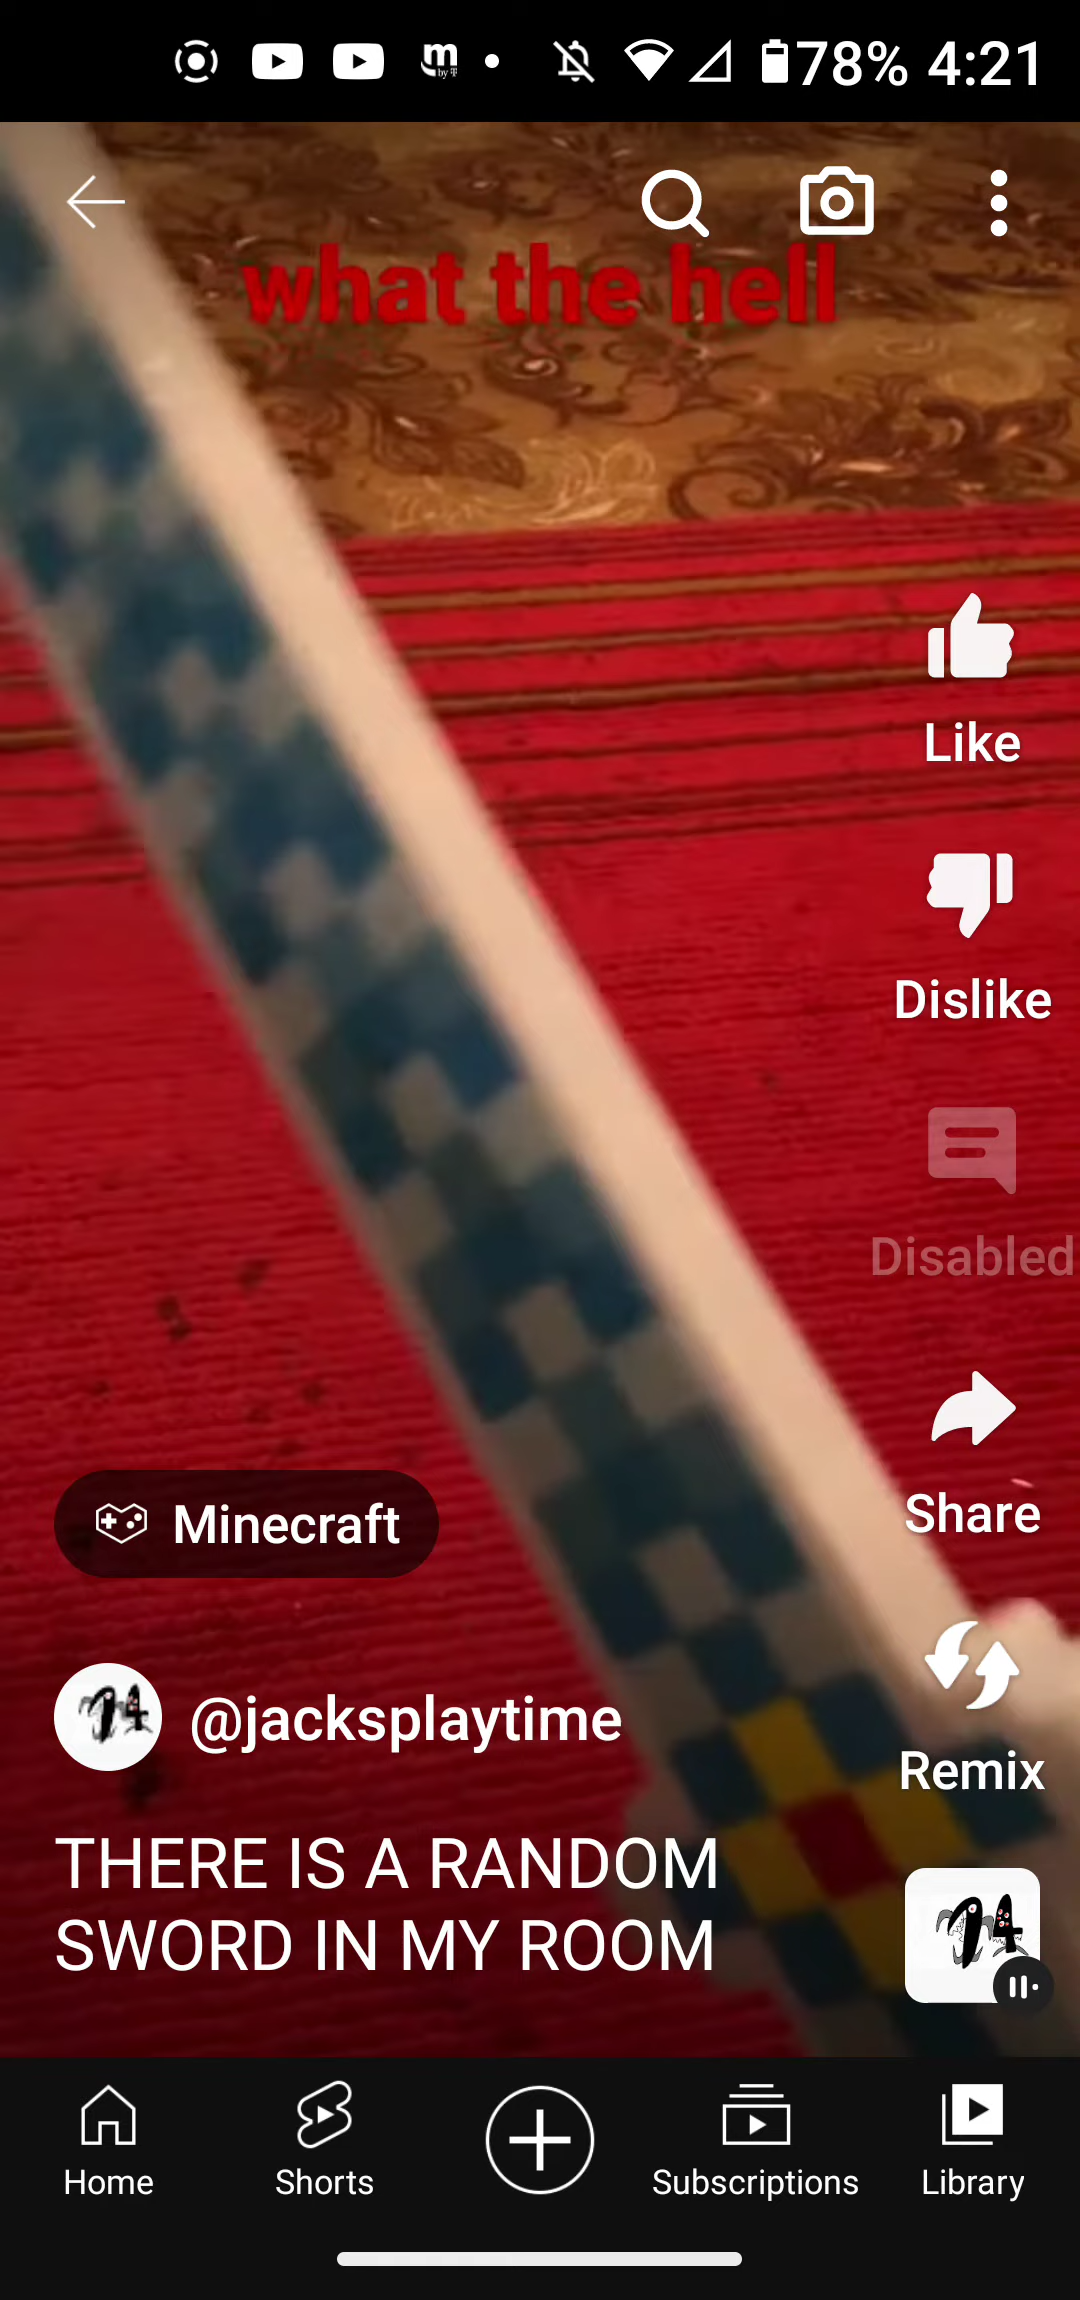 m
by T
78% 4:21
what the hell
Like
Dislike
Disabled
Share
Minecraft
@jacksplaytime
Remix
THERE IS A RANDOM
SWORD IN MY ROOM
Home
Shorts
Subscriptions
Library